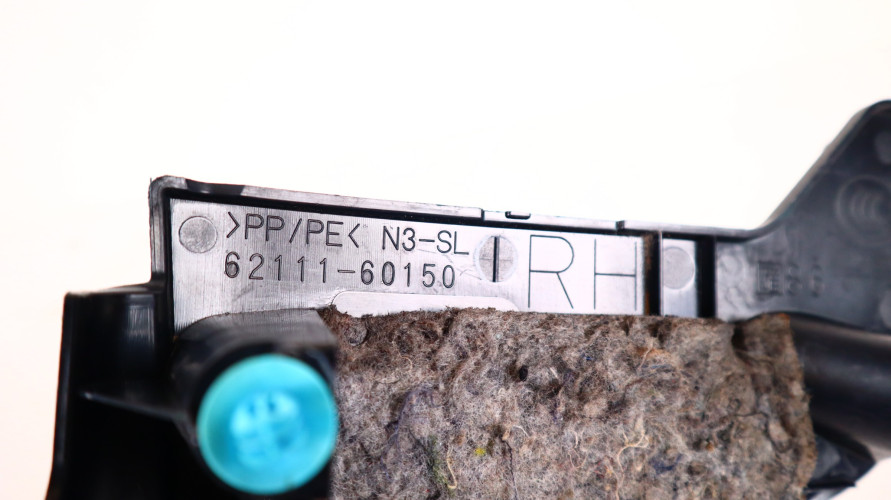 >PP/PE< N3-SL
62111-60150
RH